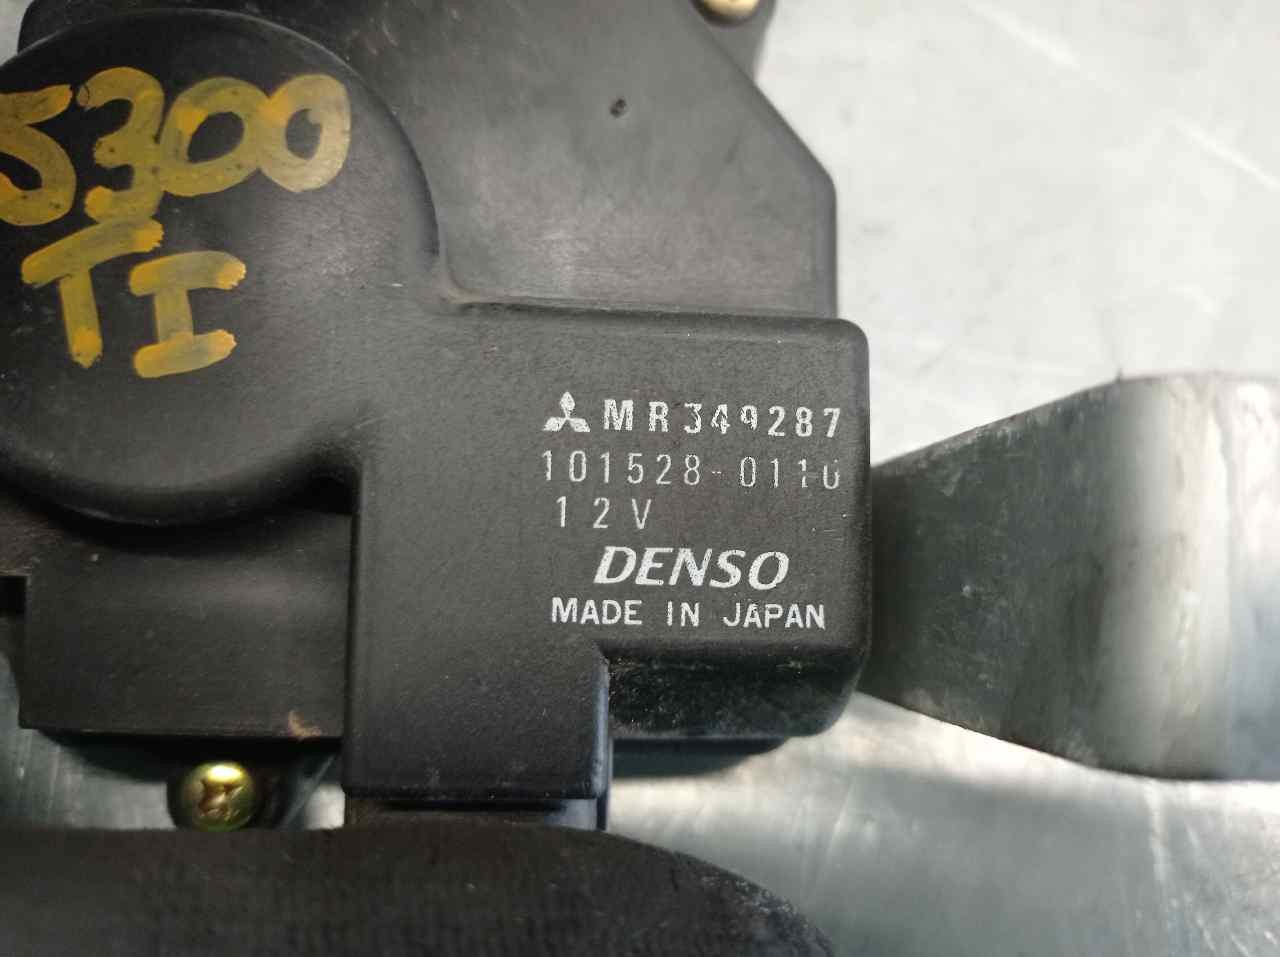 5300
TI
MR349287
101528-0110
12V
DENSO
MADE IN JAPAN